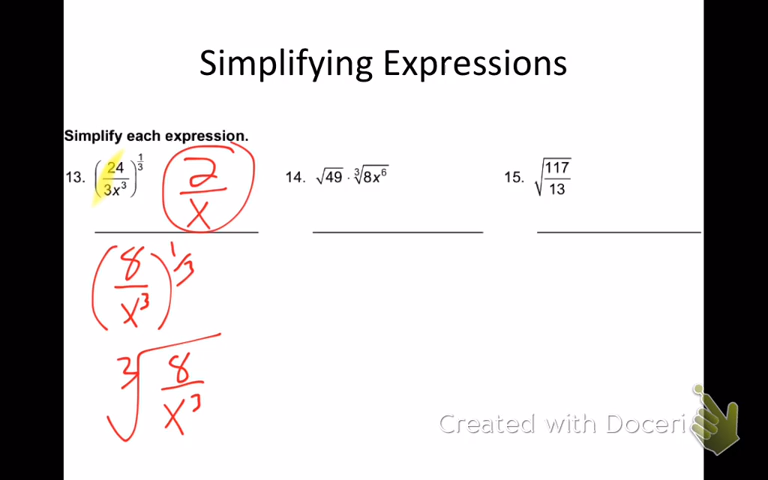 Simplifying Expressions
Simplify each expression.
13. (24/3x³)^(1/3) 2/x
14. √49 · ∛8x⁶
15. √(117/13)
(8/x³)^(1/3)
∛(8/x³)
Created with Doceri